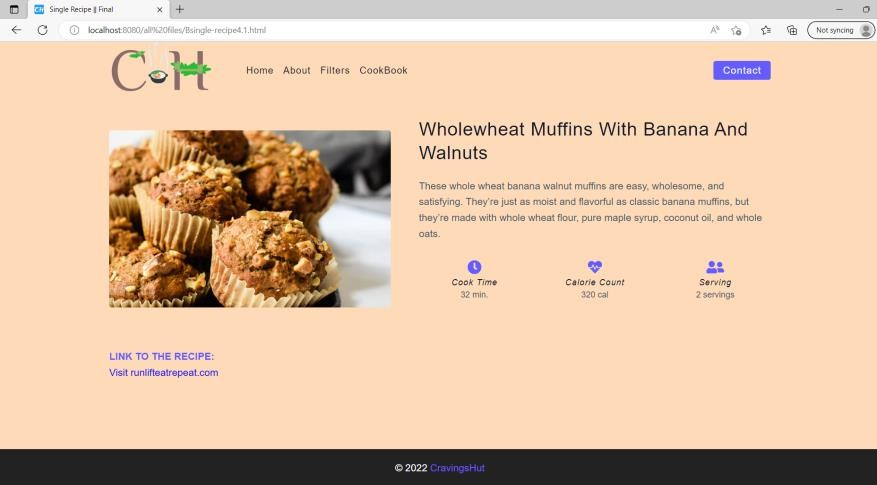 CH Single Recipe || Final
localhost:8080/all%20files/Bsingle-recipe4.1.html
Not syncing
CH
Home About Filters CookBook
Contact
Wholewheat Muffins With Banana And
Walnuts
These whole wheat banana walnut muffins are easy, wholesome, and
satisfying. They're just as moist and flavorful as classic banana muffins, but
they're made with whole wheat flour, pure maple syrup, coconut oil, and whole
oats.
Cook Time Calorie Count Serving
32 min. 320 cal 2 servings
LINK TO THE RECIPE:
Visit runlifteatrepeat.com
© 2022 CravingsHut